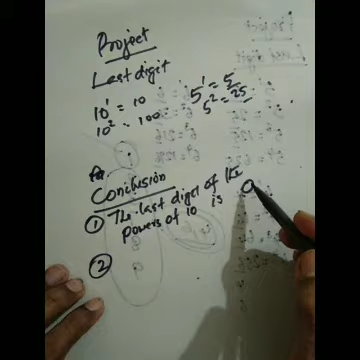 Project
Last digit
10¹ = 10
10² = 100
5¹ = 5
5² = 25
Conclusion
① The last digit of the
powers of 10 is 0
②